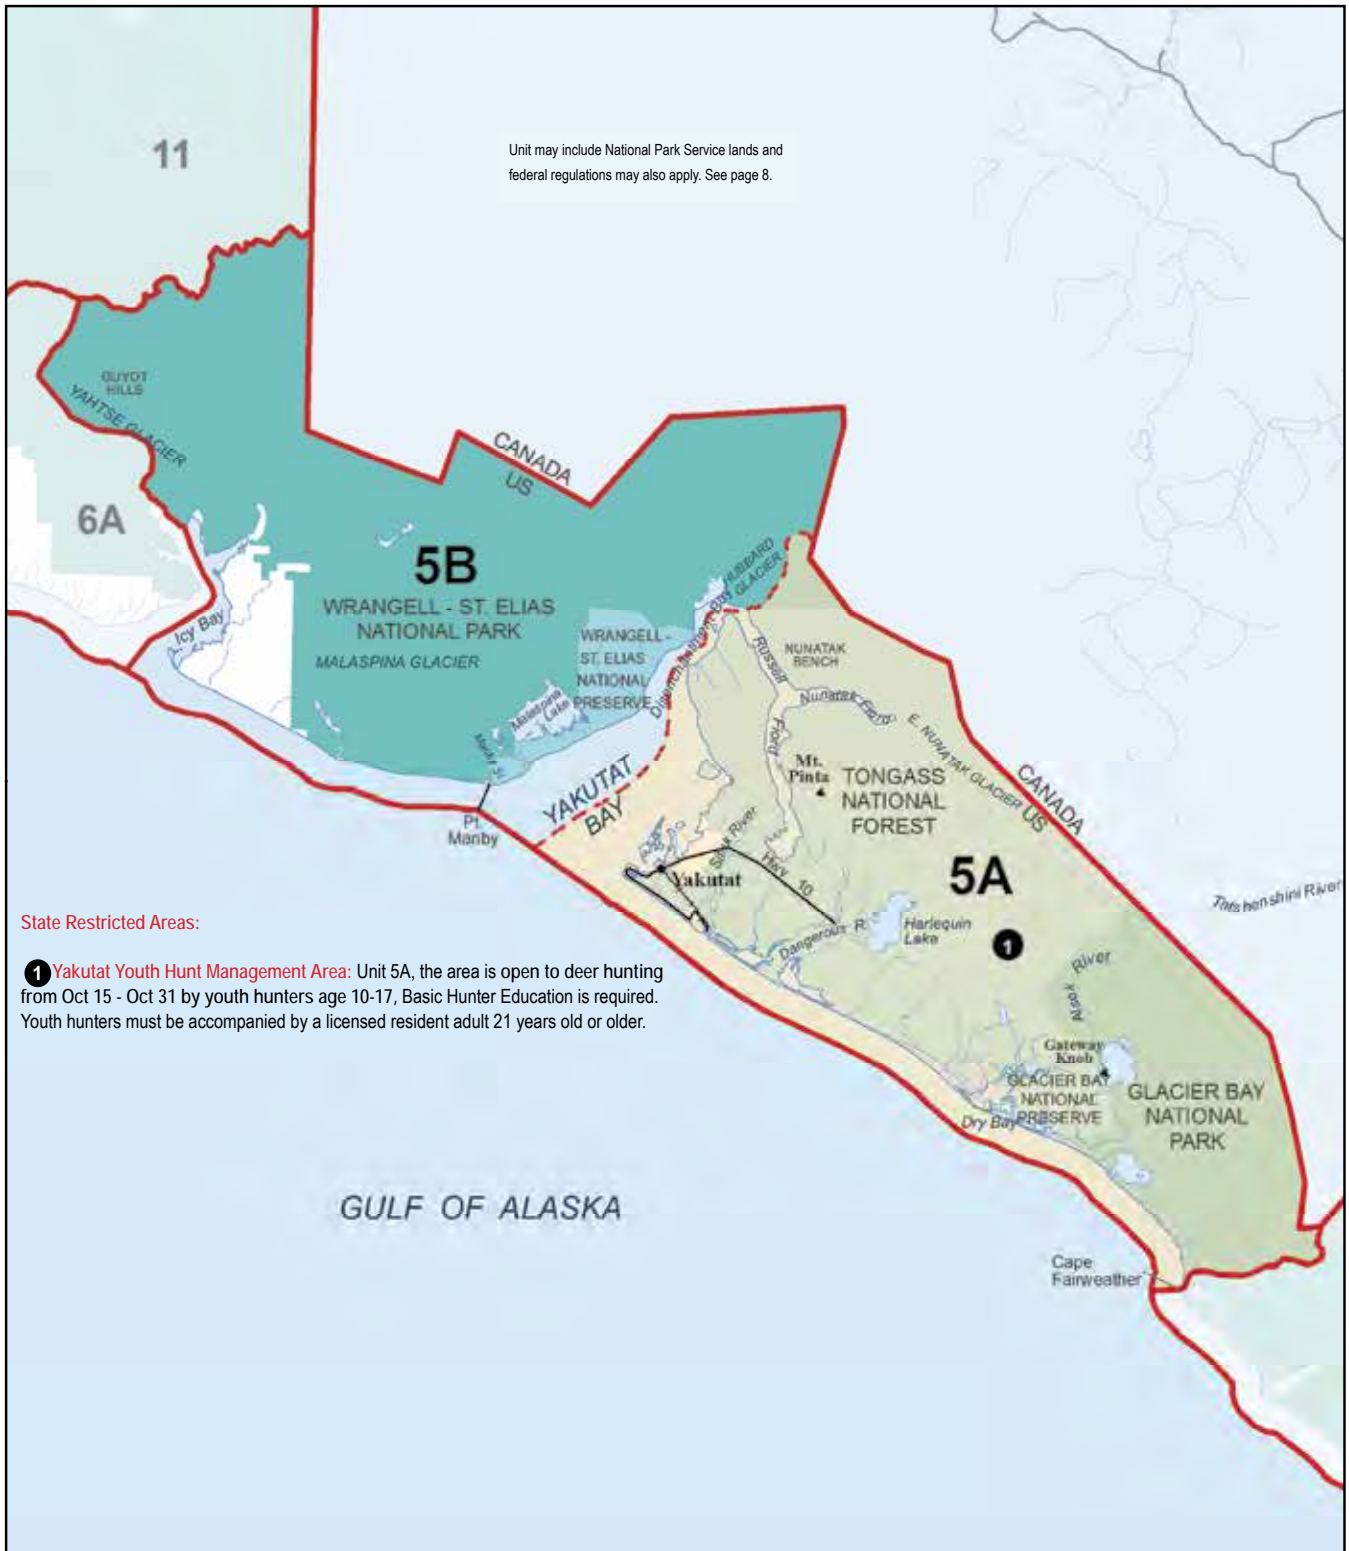 11
Unit may include National Park Service lands and
federal regulations may also apply. See page 8.
GUYOT
HILLS
YAHTSE GLACIER
CANADA
US
6A
5B
WRANGELL - ST. ELIAS
NATIONAL PARK
MALASPINA GLACIER
Icy Bay
WRANGELL -
ST. ELIAS
NATIONAL
PRESERVE
Malaspina
Lake
HUBBARD
GLACIER
Disenchantment Bay
Russell
Fiord
NUNATAK
BENCH
Nunatak Fiord
E. NUNATAK GLACIER
CANADA
US
YAKUTAT
BAY
Pt.
Manby
Mt.
Pinta
TONGASS
NATIONAL
FOREST
5A
River
Hwy 10
Yakutat
Dangerous R.
Harlequin
Lake
1
Tatshenshini River
Alsek
River
State Restricted Areas:
1 Yakutat Youth Hunt Management Area: Unit 5A, the area is open to deer hunting
from Oct 15 - Oct 31 by youth hunters age 10-17, Basic Hunter Education is required.
Youth hunters must be accompanied by a licensed resident adult 21 years old or older.
Gateway
Knob
GLACIER BAY
NATIONAL
PRESERVE
Dry Bay
GLACIER BAY
NATIONAL
PARK
GULF OF ALASKA
Cape
Fairweather